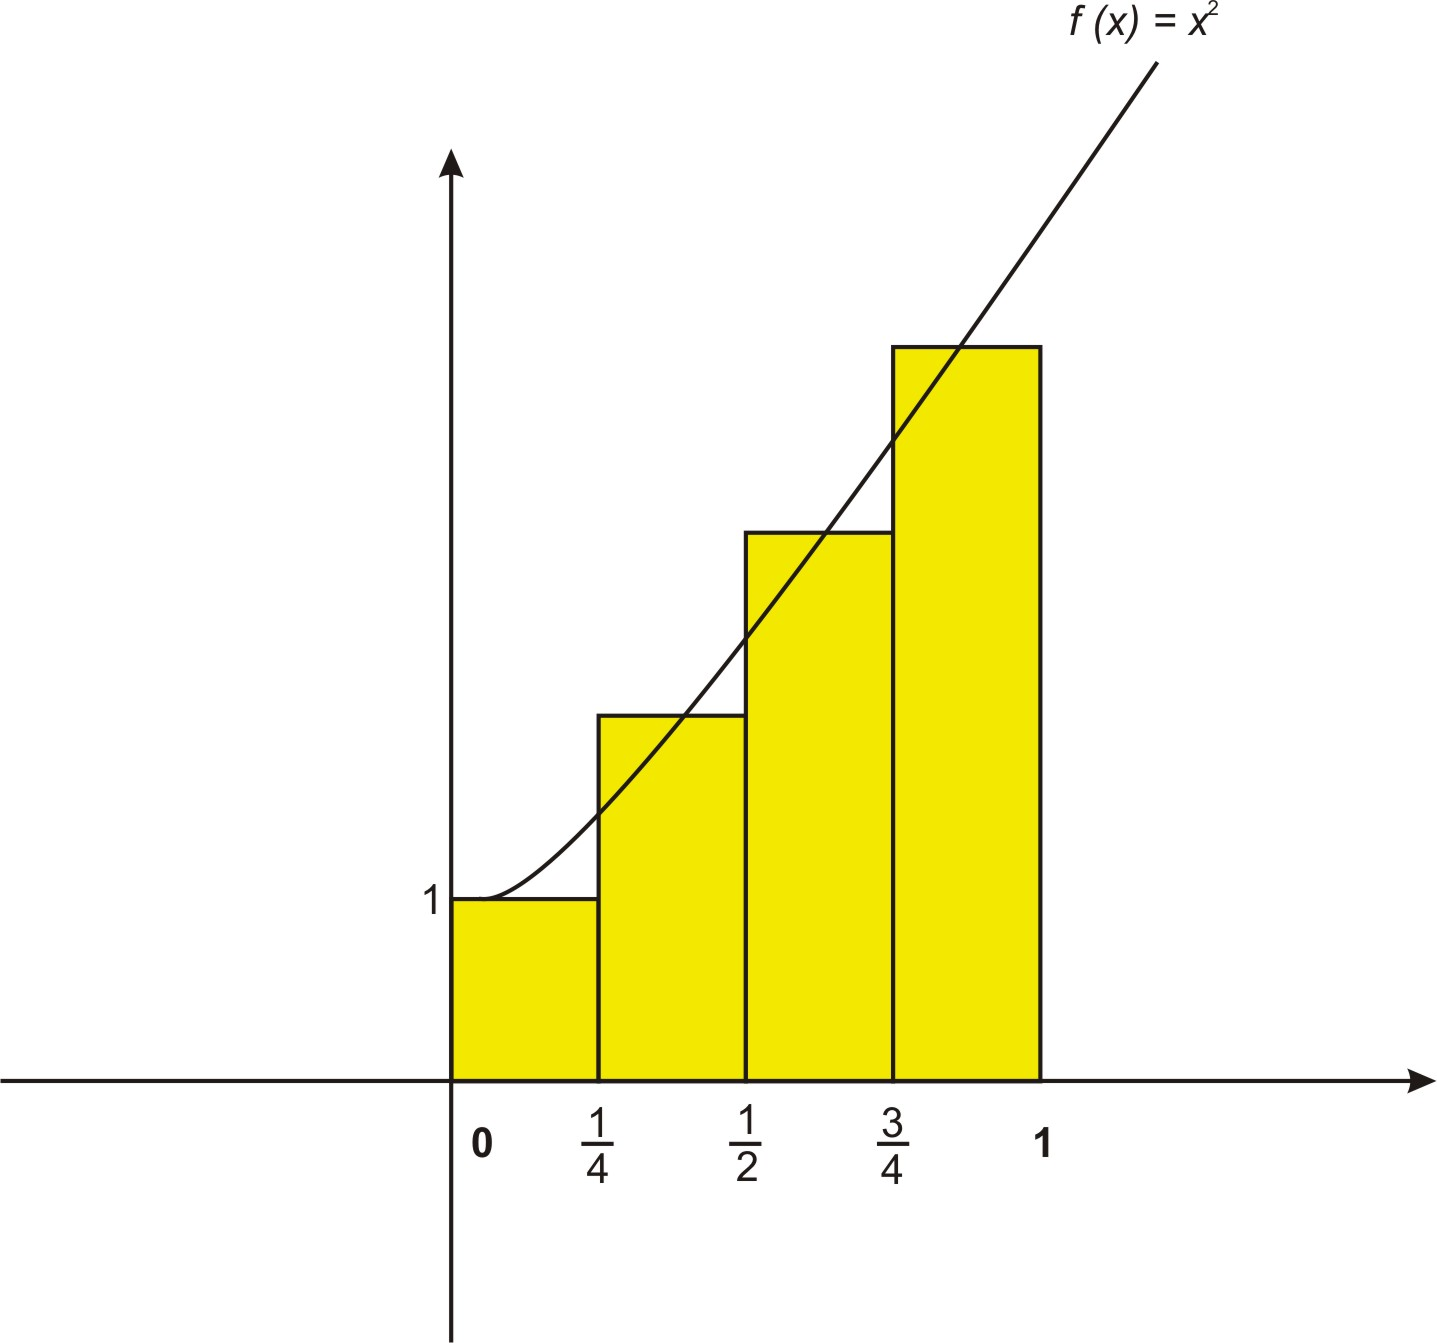 f (x) = x²
1
0 1/4 1/2 3/4 1